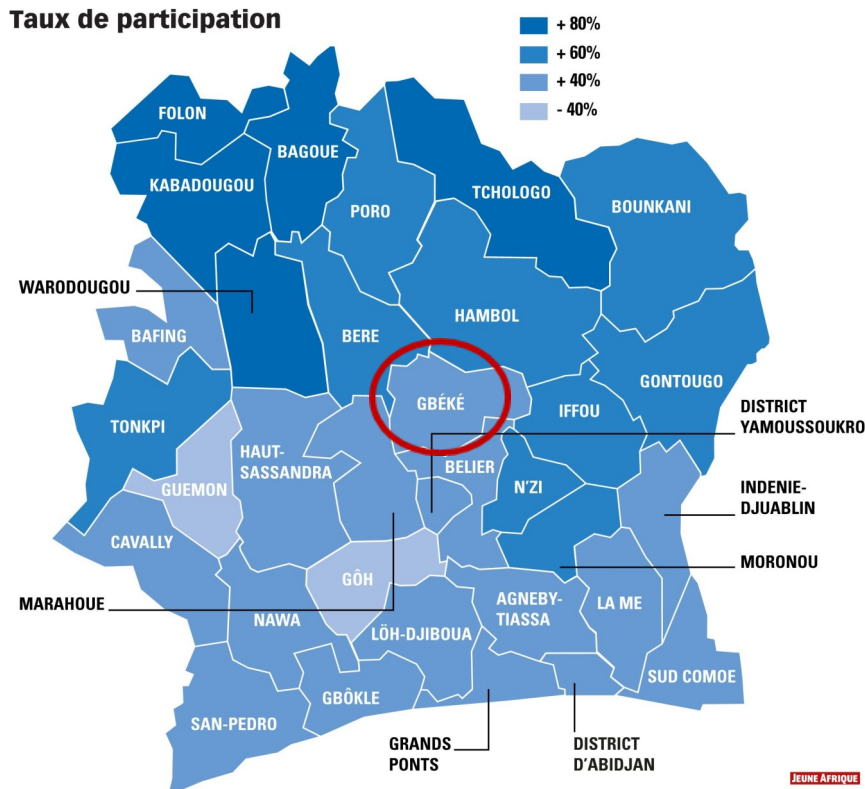 Taux de participation
+ 80%
+ 60%
+ 40%
- 40%
FOLON
BAGOUE
KABADOUGOU
PORO
TCHOLOGO
BOUNKANI
WARODOUGOU
BAFING
BERE
HAMBOL
GONTOUGO
GBÉKÉ
IFFOU
DISTRICT
YAMOUSSOUKRO
TONKPI
HAUT-
SASSANDRA
BELIER
N'ZI
GUEMON
INDENIE-
DJUABLIN
CAVALLY
MORONOU
GÔH
MARAHOUE
NAWA
LÖH-DJIBOUA
AGNEBY-
TIASSA
LA ME
SUD COMOE
GBÔKLE
SAN-PEDRO
GRANDS
PONTS
DISTRICT
D'ABIDJAN
JEUNE AFRIQUE